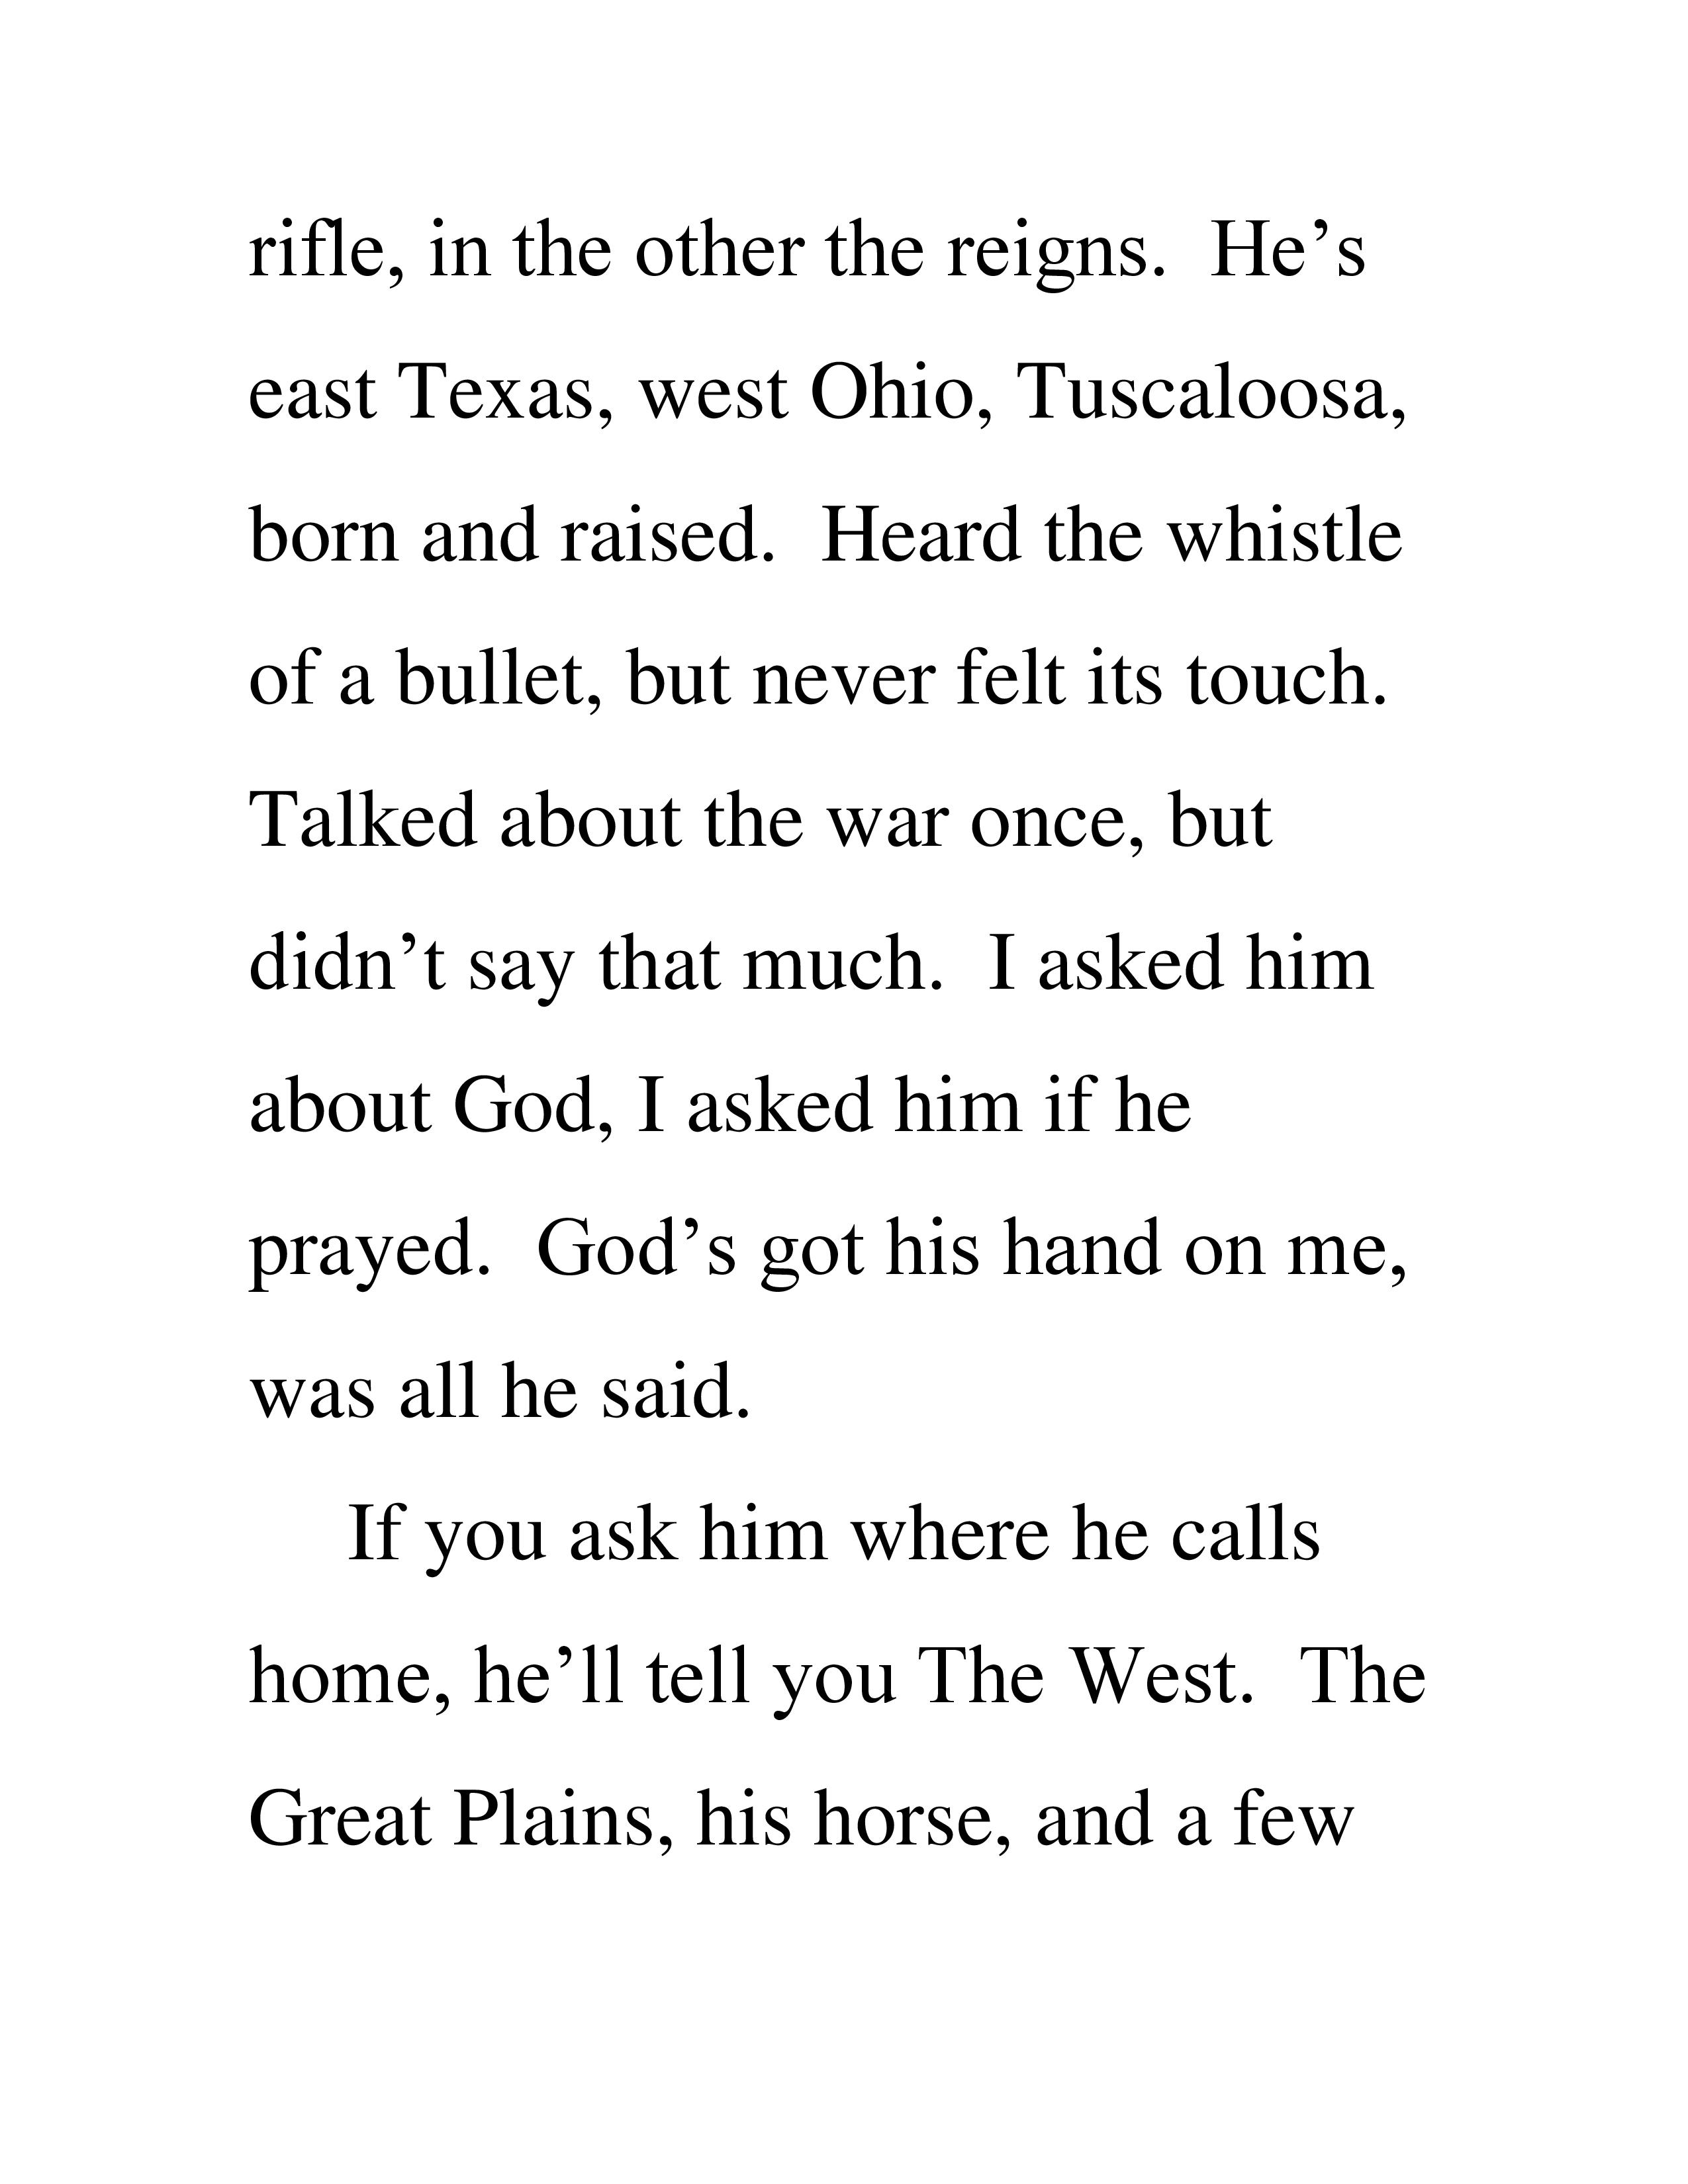 rifle, in the other the reigns.  He’s
east Texas, west Ohio, Tuscaloosa,
born and raised.  Heard the whistle
of a bullet, but never felt its touch.
Talked about the war once, but
didn’t say that much.  I asked him
about God, I asked him if he
prayed.  God’s got his hand on me,
was all he said.
If you ask him where he calls
home, he’ll tell you The West.  The
Great Plains, his horse, and a few